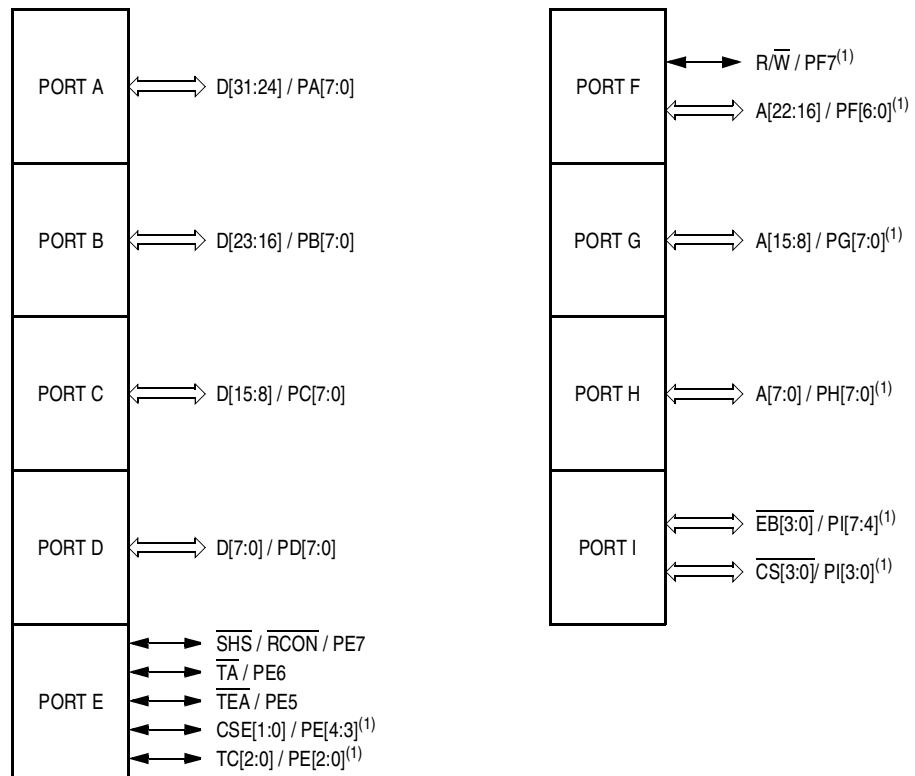 PORT A
D[31:24] / PA[7:0]
PORT B
D[23:16] / PB[7:0]
PORT C
D[15:8] / PC[7:0]
PORT D
D[7:0] / PD[7:0]
PORT E
SHS / RCON / PE7
TA / PE6
TEA / PE5
CSE[1:0] / PE[4:3](1)
TC[2:0] / PE[2:0](1)
PORT F
R/W / PF7(1)
A[22:16] / PF[6:0](1)
PORT G
A[15:8] / PG[7:0](1)
PORT H
A[7:0] / PH[7:0](1)
PORT I
EB[3:0] / PI[7:4](1)
CS[3:0]/ PI[3:0](1)